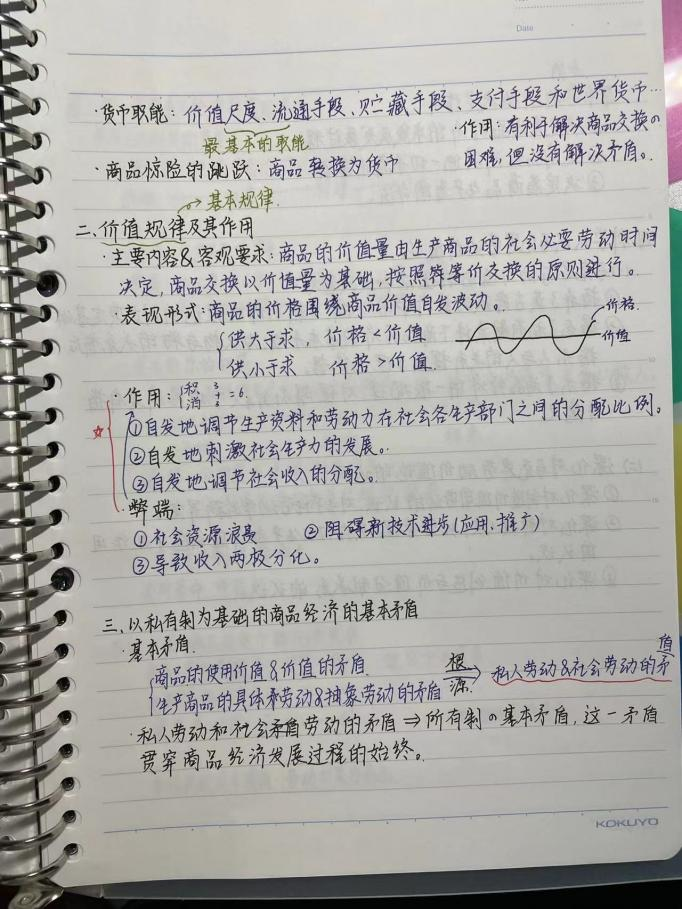 Date
·货币职能：价值尺度、流通手段、贮藏手段、支付手段和世界货币…
最基本的职能
·作用：有利于解决商品交换の
困难，但没有解决矛盾。
·商品惊险的跳跃：商品转换为货币
→基本规律.
二、价值规律及其作用
·主要内容&客观要求：商品的价值量由生产商品的社会必要劳动时间
决定，商品交换以价值量为基础，按照等价交换的原则进行。
·表现形式：商品的价格围绕商品价值自发波动。
供大于求，价格<价值
供小于求 价格>价值.
价格.
价值
·作用：积 3
消 3 =6.
☆
①自发地调节生产资料和劳动力在社会各生产部门之间的分配比例。
②自发地刺激社会生产力的发展。
③自发地调节社会收入的分配。
·弊端：
①社会资源浪费 ②阻碍新技术进步(应用、推广)
③导致收入两极分化。
三、以私有制为基础的商品经济的基本矛盾
·基本矛盾.
商品的使用价值&价值的矛盾
生产商品的具体劳动&抽象劳动的矛盾
根
源
私人劳动&社会劳动的矛
盾
·私人劳动和社会劳动的矛盾⇒所有制の基本矛盾，这一矛盾
贯穿商品经济发展过程的始终。
KOKUYO